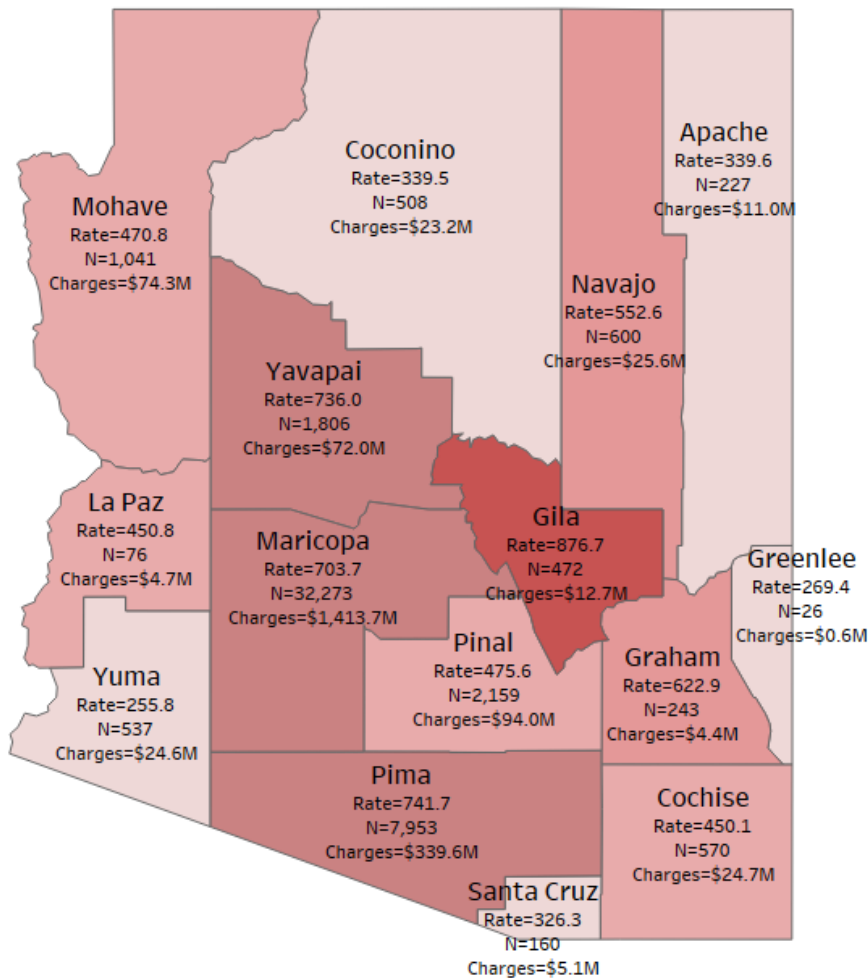 Coconino
Rate=339.5
N=508
Charges=$23.2M
Apache
Rate=339.6
N=227
Charges=$11.0M
Mohave
Rate=470.8
N=1,041
Charges=$74.3M
Navajo
Rate=552.6
N=600
Charges=$25.6M
Yavapai
Rate=736.0
N=1,806
Charges=$72.0M
La Paz
Rate=450.8
N=76
Charges=$4.7M
Maricopa
Rate=703.7
N=32,273
Charges=$1,413.7M
Gila
Rate=876.7
N=472
Charges=$12.7M
Greenlee
Rate=269.4
N=26
Charges=$0.6M
Yuma
Rate=255.8
N=537
Charges=$24.6M
Pinal
Rate=475.6
N=2,159
Charges=$94.0M
Graham
Rate=622.9
N=243
Charges=$4.4M
Pima
Rate=741.7
N=7,953
Charges=$339.6M
Cochise
Rate=450.1
N=570
Charges=$24.7M
Santa Cruz
Rate=326.3
N=160
Charges=$5.1M